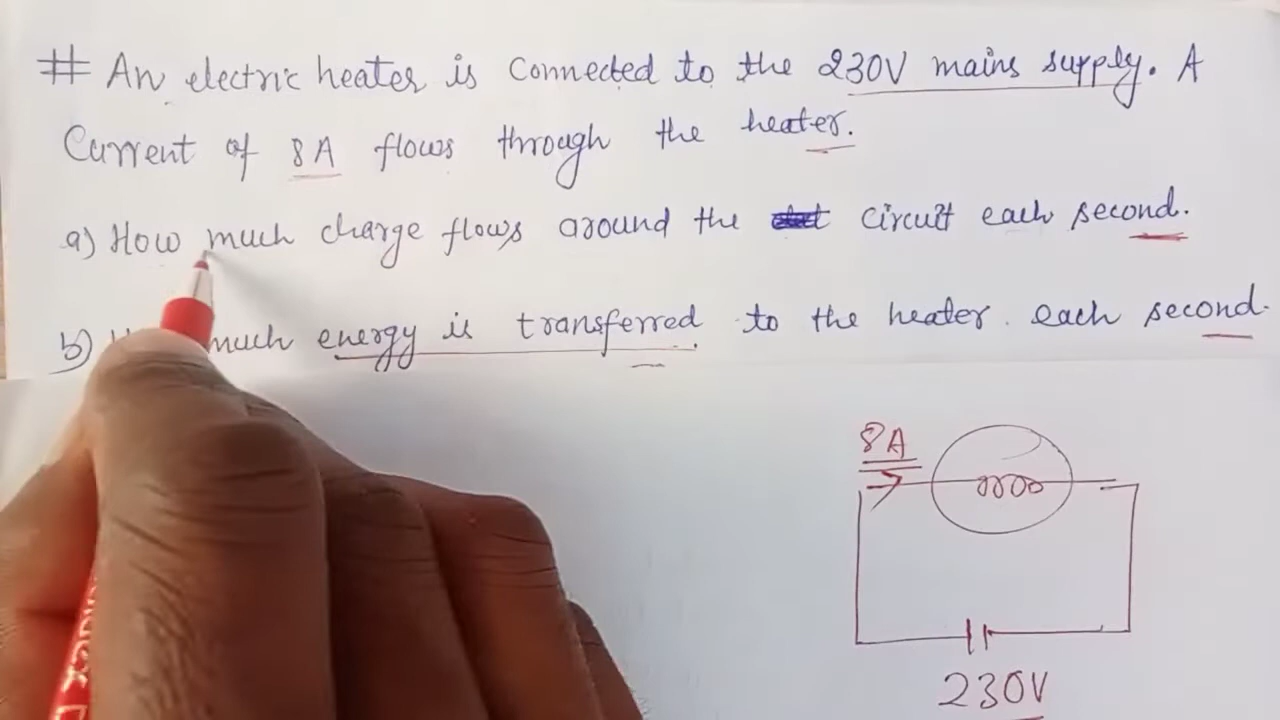 # An electric heater is connected to the 230V mains supply. A
Current of 8A flows through the heater.
a) How much charge flows around the circuit each second.
b) much energy is transferred to the heater. each second.
8A
230V